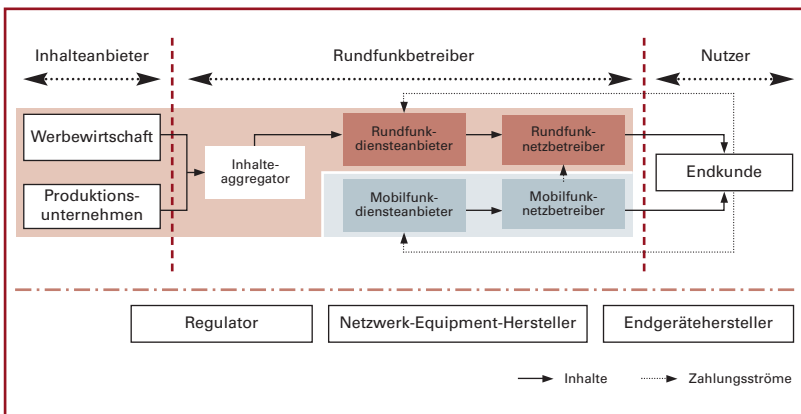 Inhalteanbieter
Rundfunkbetreiber
Nutzer
Werbewirtschaft
Produktions-
unternehmen
Inhalte-
aggregator
Rundfunk-
diensteanbieter
Rundfunk-
netzbetreiber
Mobilfunk-
diensteanbieter
Mobilfunk-
netzbetreiber
Endkunde
Regulator
Netzwerk-Equipment-Hersteller
Endgerätehersteller
Inhalte
Zahlungsströme